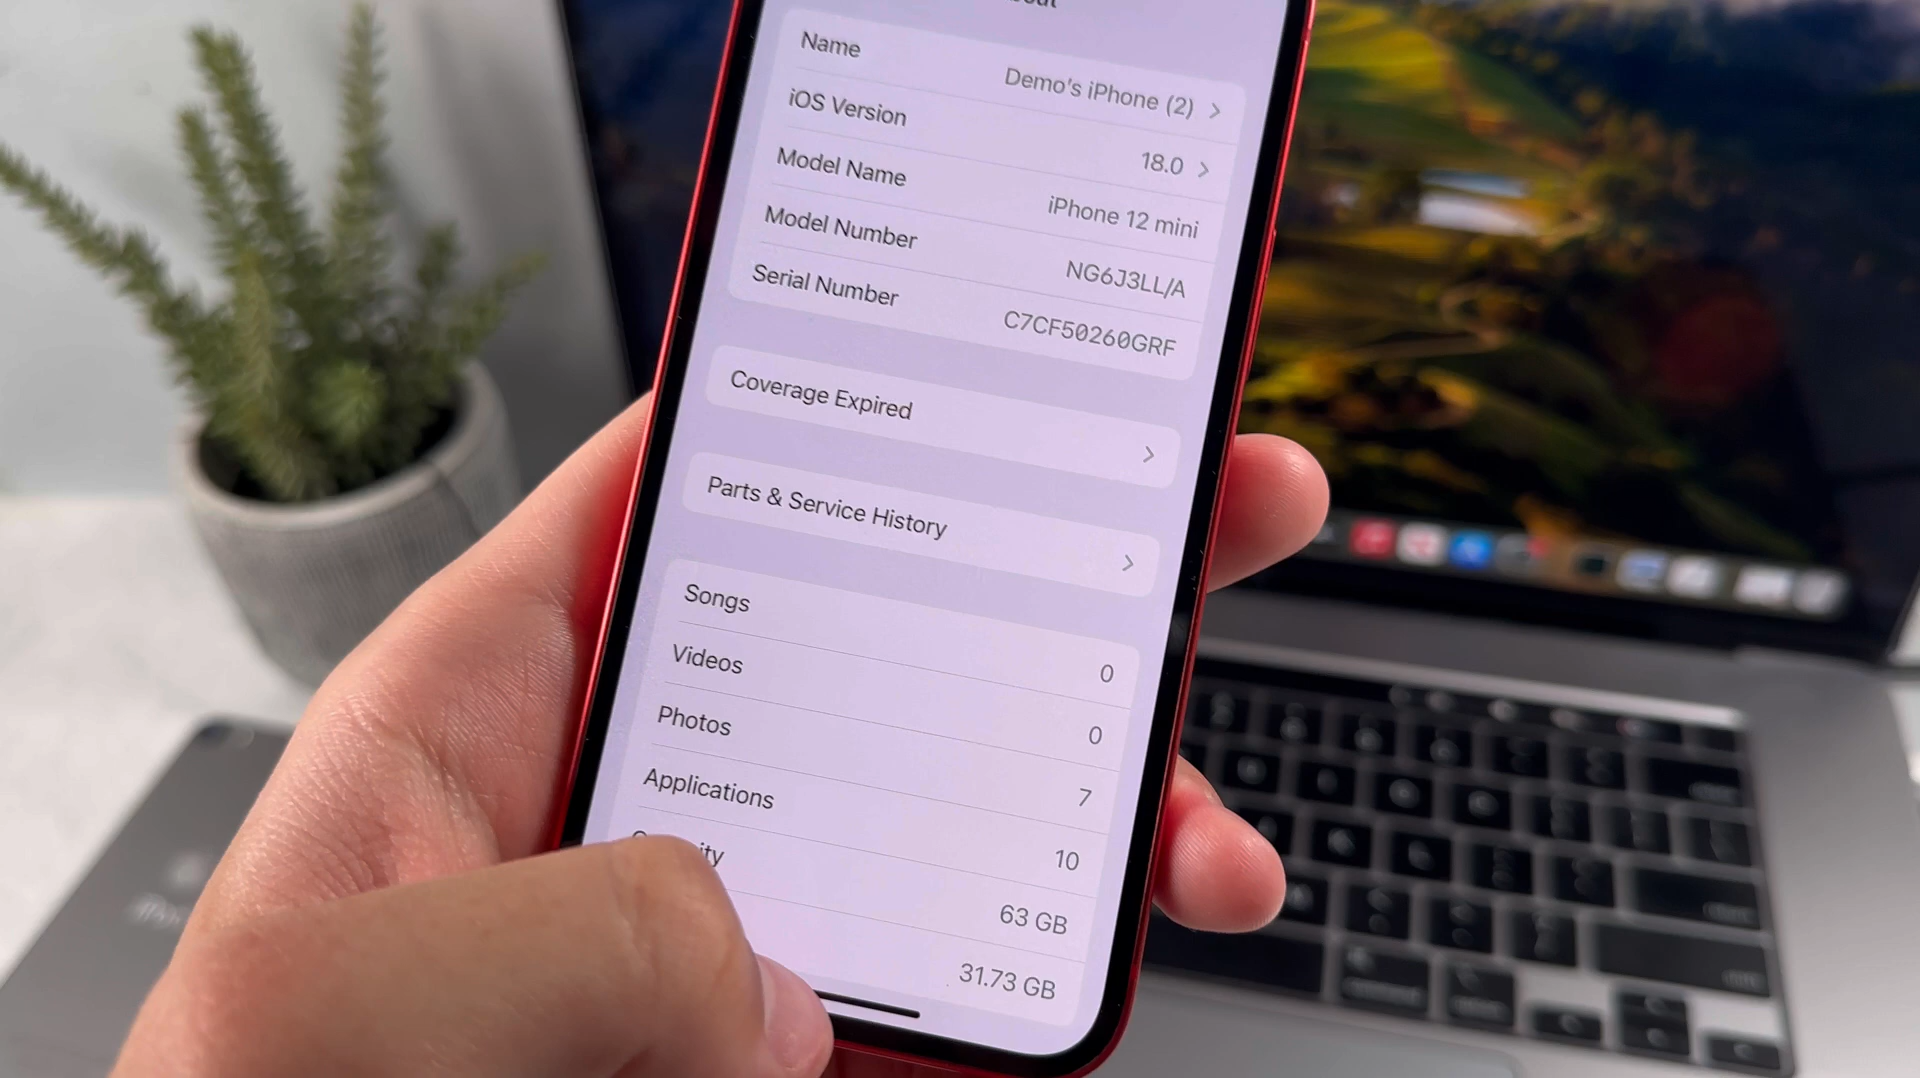 Name
Demo's iPhone (2)
iOS Version
18.0
Model Name
iPhone 12 mini
Model Number
NG6J3LL/A
Serial Number
C7CF50260GRF
Coverage Expired
Parts & Service History
Songs
0
Videos
0
Photos
7
Applications
10
63 GB
31.73 GB